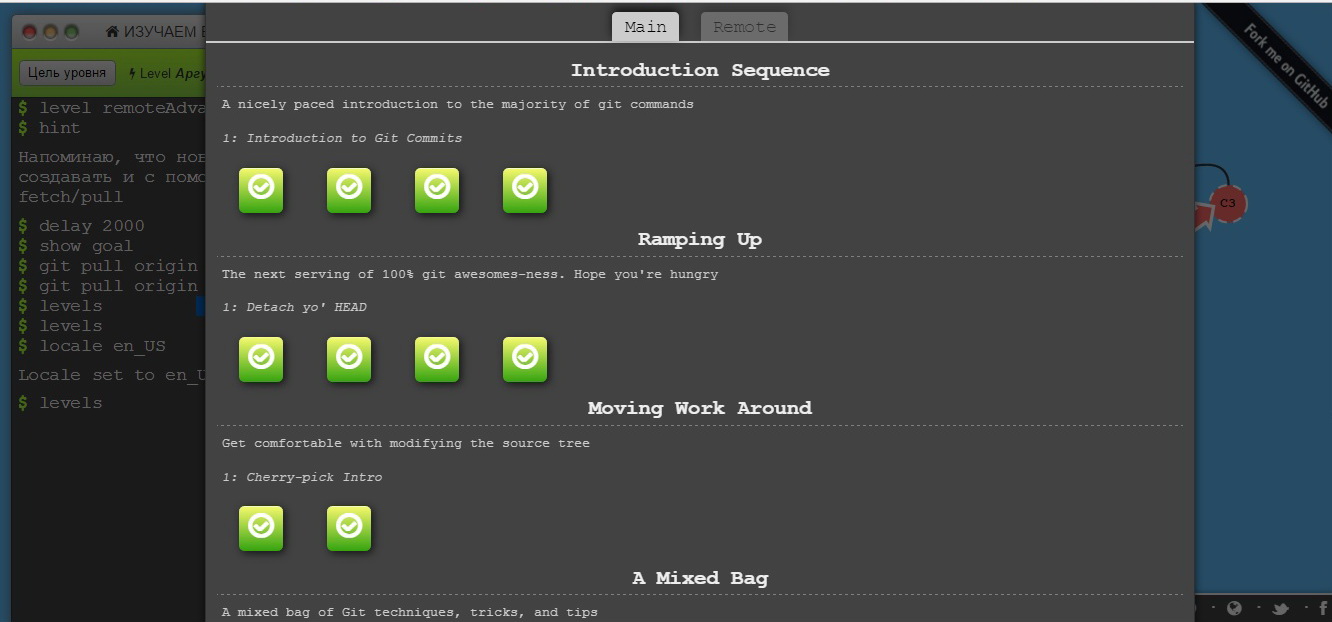 Main
Remote
ИЗУЧАЕМ
Цель уровня
Level
$ level remoteAdva
$ hint
Напоминаю, что нов
создавать и с помо
fetch/pull
$ delay 2000
$ show goal
$ git pull origin
$ git pull origin
$ levels
$ levels
$ locale en_US
Locale set to en_U
$ levels
Introduction Sequence
A nicely paced introduction to the majority of git commands
1: Introduction to Git Commits
Ramping Up
The next serving of 100% git awesomes-ness. Hope you're hungry
1: Detach yo' HEAD
Moving Work Around
Get comfortable with modifying the source tree
1: Cherry-pick Intro
A Mixed Bag
A mixed bag of Git techniques, tricks, and tips
Fork me on GitHub
C3